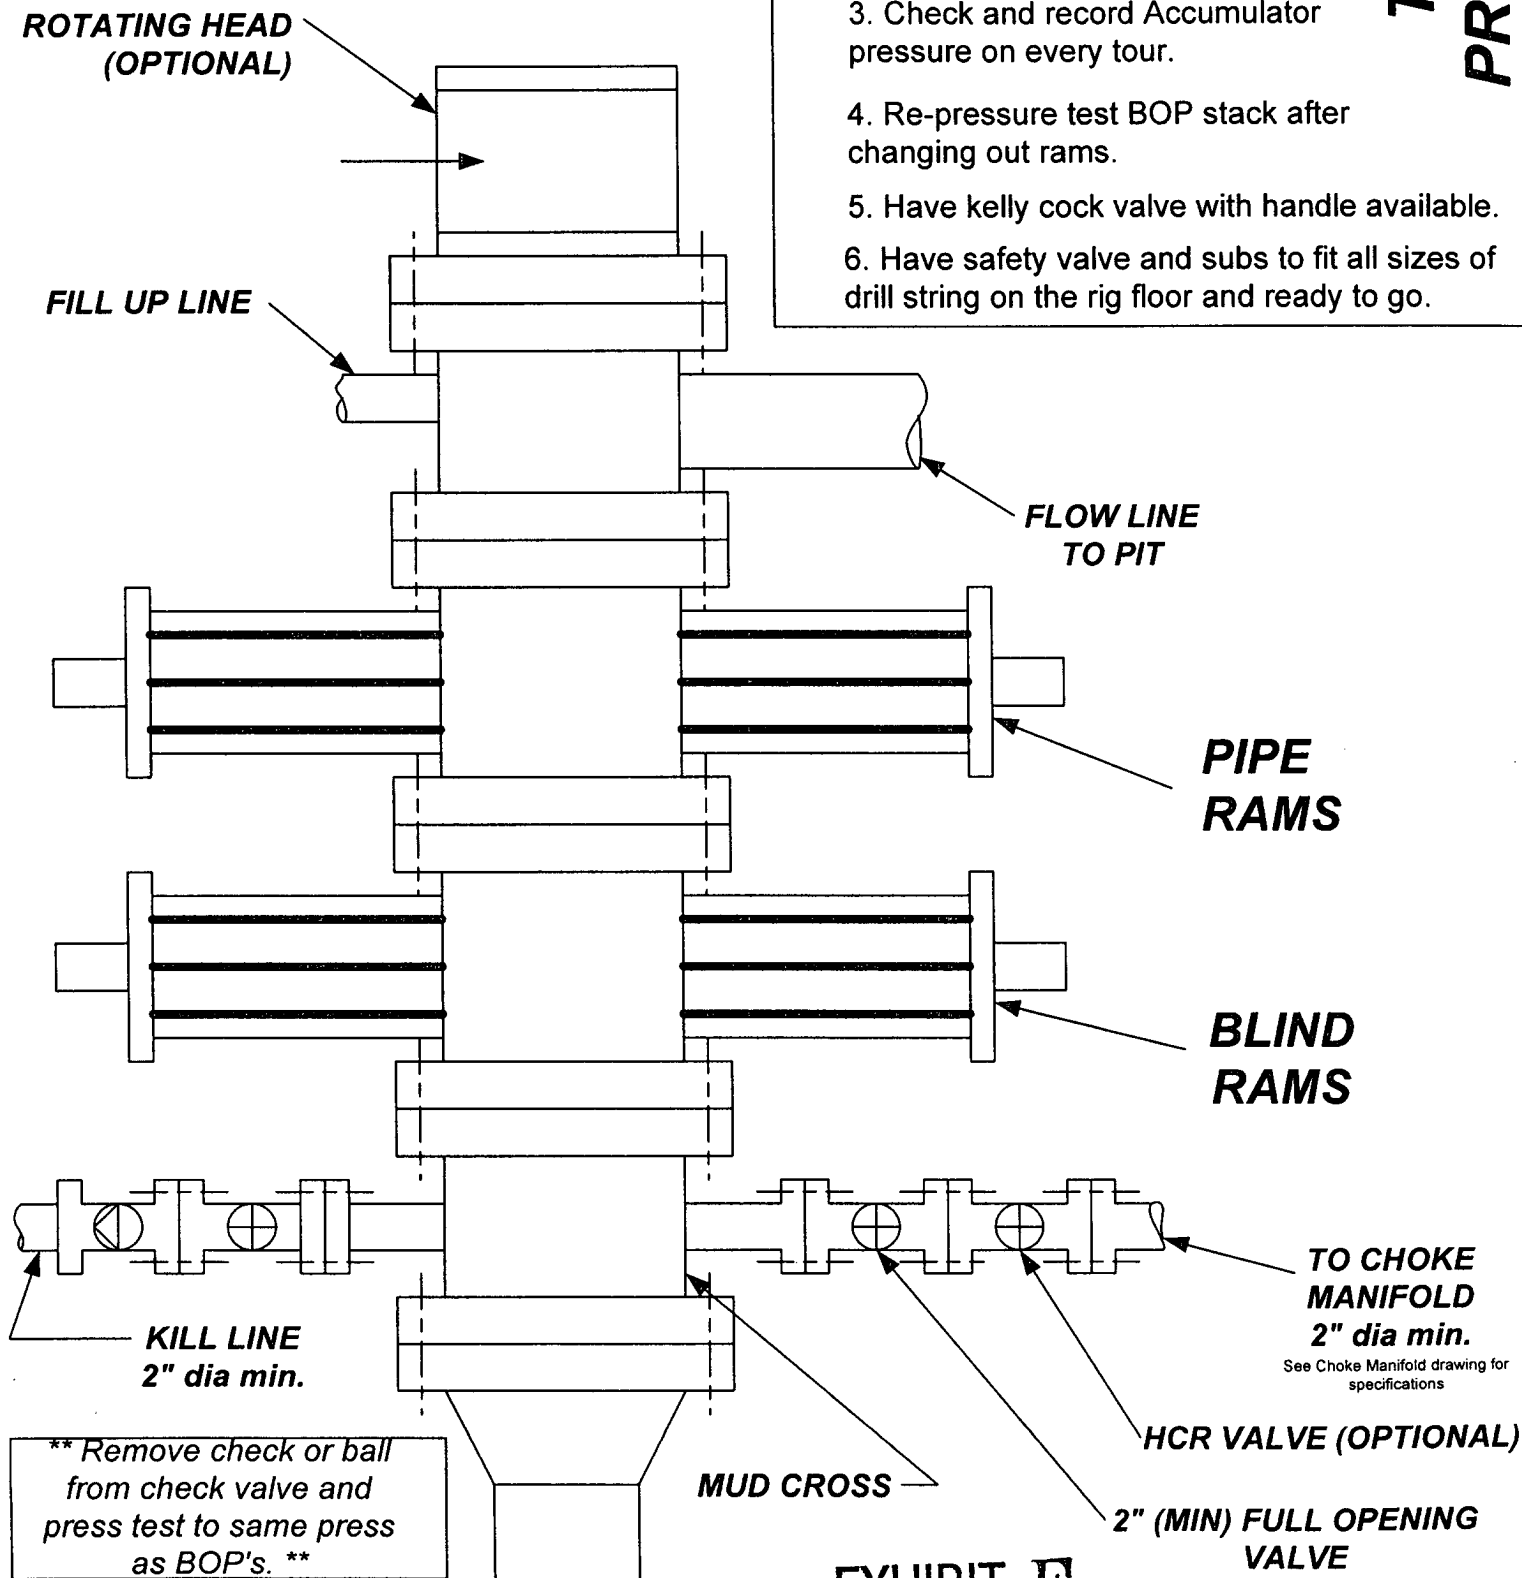 ROTATING HEAD
(OPTIONAL)
3. Check and record Accumulator
pressure on every tour.
4. Re-pressure test BOP stack after
changing out rams.
5. Have kelly cock valve with handle available.
6. Have safety valve and subs to fit all sizes of
drill string on the rig floor and ready to go.
PR
FILL UP LINE
FLOW LINE
TO PIT
PIPE
RAMS
BLIND
RAMS
KILL LINE
2" dia min.
TO CHOKE
MANIFOLD
2" dia min.
See Choke Manifold drawing for
specifications
HCR VALVE (OPTIONAL)
MUD CROSS
2" (MIN) FULL OPENING
VALVE
** Remove check or ball
from check valve and
press test to same press
as BOP's. **
EXHIBIT